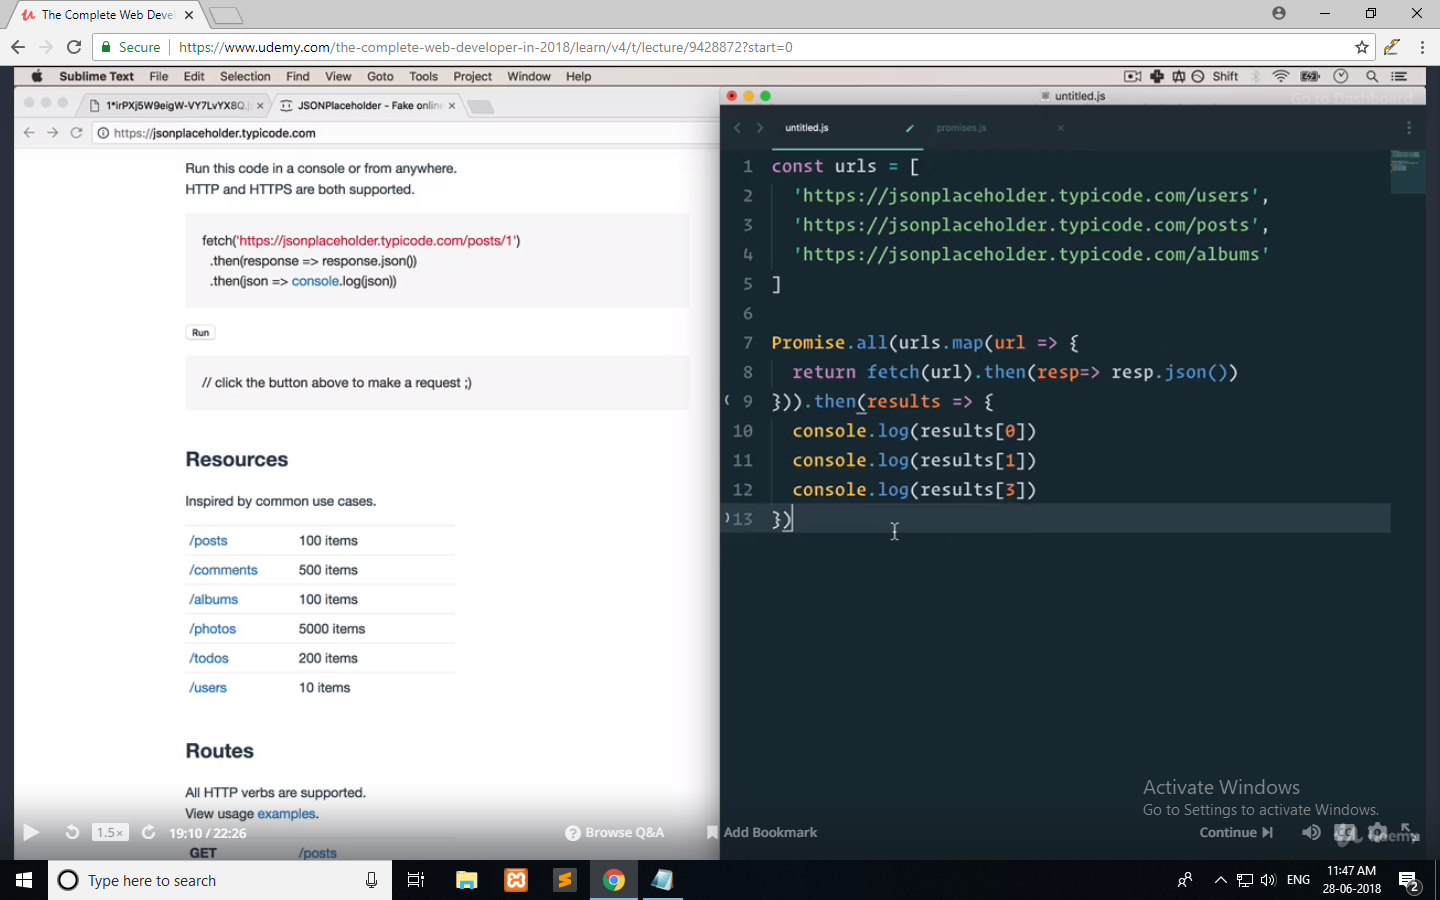 The Complete Web Deve
Secure | https://www.udemy.com/the-complete-web-developer-in-2018/learn/v4/t/lecture/9428872?start=0
Sublime Text File Edit Selection Find View Goto Tools Project Window Help Shift
1*irPXj5W9eigW-VY7LvYX8Q.j JSONPlaceholder - Fake online
https://jsonplaceholder.typicode.com
Run this code in a console or from anywhere.
HTTP and HTTPS are both supported.
fetch('https://jsonplaceholder.typicode.com/posts/1')
.then(response => response.json())
.then(json => console.log(json))
Run
// click the button above to make a request ;)
Resources
Inspired by common use cases.
/posts 100 items
/comments 500 items
/albums 100 items
/photos 5000 items
/todos 200 items
/users 10 items
Routes
All HTTP verbs are supported.
View usage examples.
GET /posts
untitled.js
Go to Dashboard
untitled.js promises.js
1 const urls = [
2 'https://jsonplaceholder.typicode.com/users',
3 'https://jsonplaceholder.typicode.com/posts',
4 'https://jsonplaceholder.typicode.com/albums'
5 ]
6
7 Promise.all(urls.map(url => {
8 return fetch(url).then(resp=> resp.json())
9 })).then(results => {
10 console.log(results[0])
11 console.log(results[1])
12 console.log(results[3])
13 })
Activate Windows
Go to Settings to activate Windows.
1.5× 19:10 / 22:26 Browse Q&A Add Bookmark Continue CC
Udemy
Type here to search
ENG 11:47 AM
28-06-2018
2